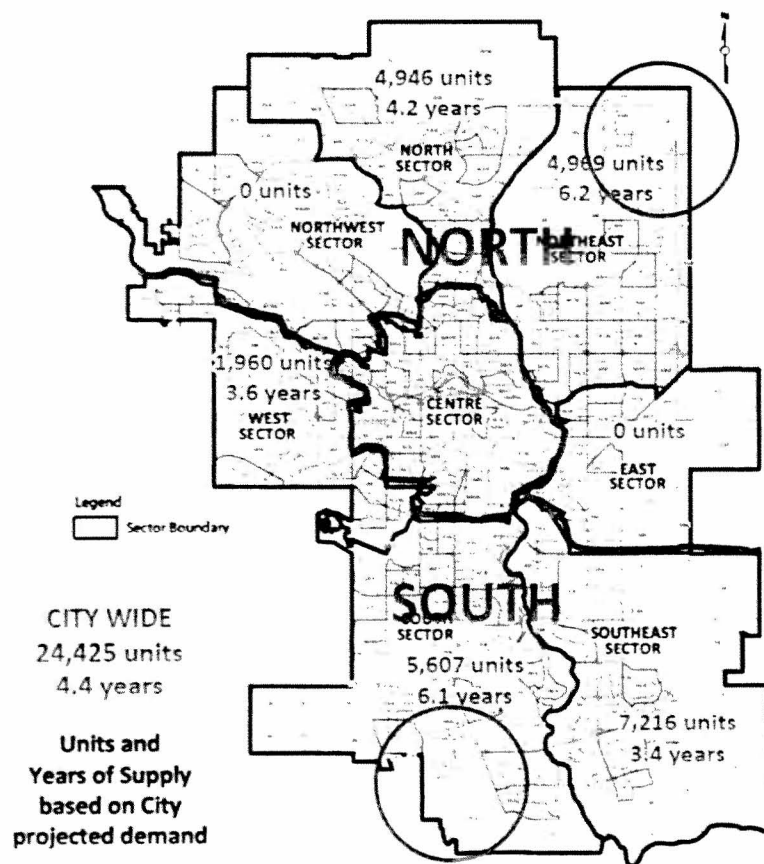 N
4,946 units
4.2 years
NORTH
SECTOR
4,969 units
6.2 years
0 units
NORTHWEST
SECTOR
NORTH
NORTHEAST
SECTOR
1,960 units
3.6 years
WEST
SECTOR
CENTRE
SECTOR
0 units
EAST
SECTOR
Legend
Sector Boundary
SOUTH
SOUTH
SECTOR
SOUTHEAST
SECTOR
CITY WIDE
24,425 units
4.4 years
5,607 units
6.1 years
7,216 units
3.4 years
Units and
Years of Supply
based on City
projected demand